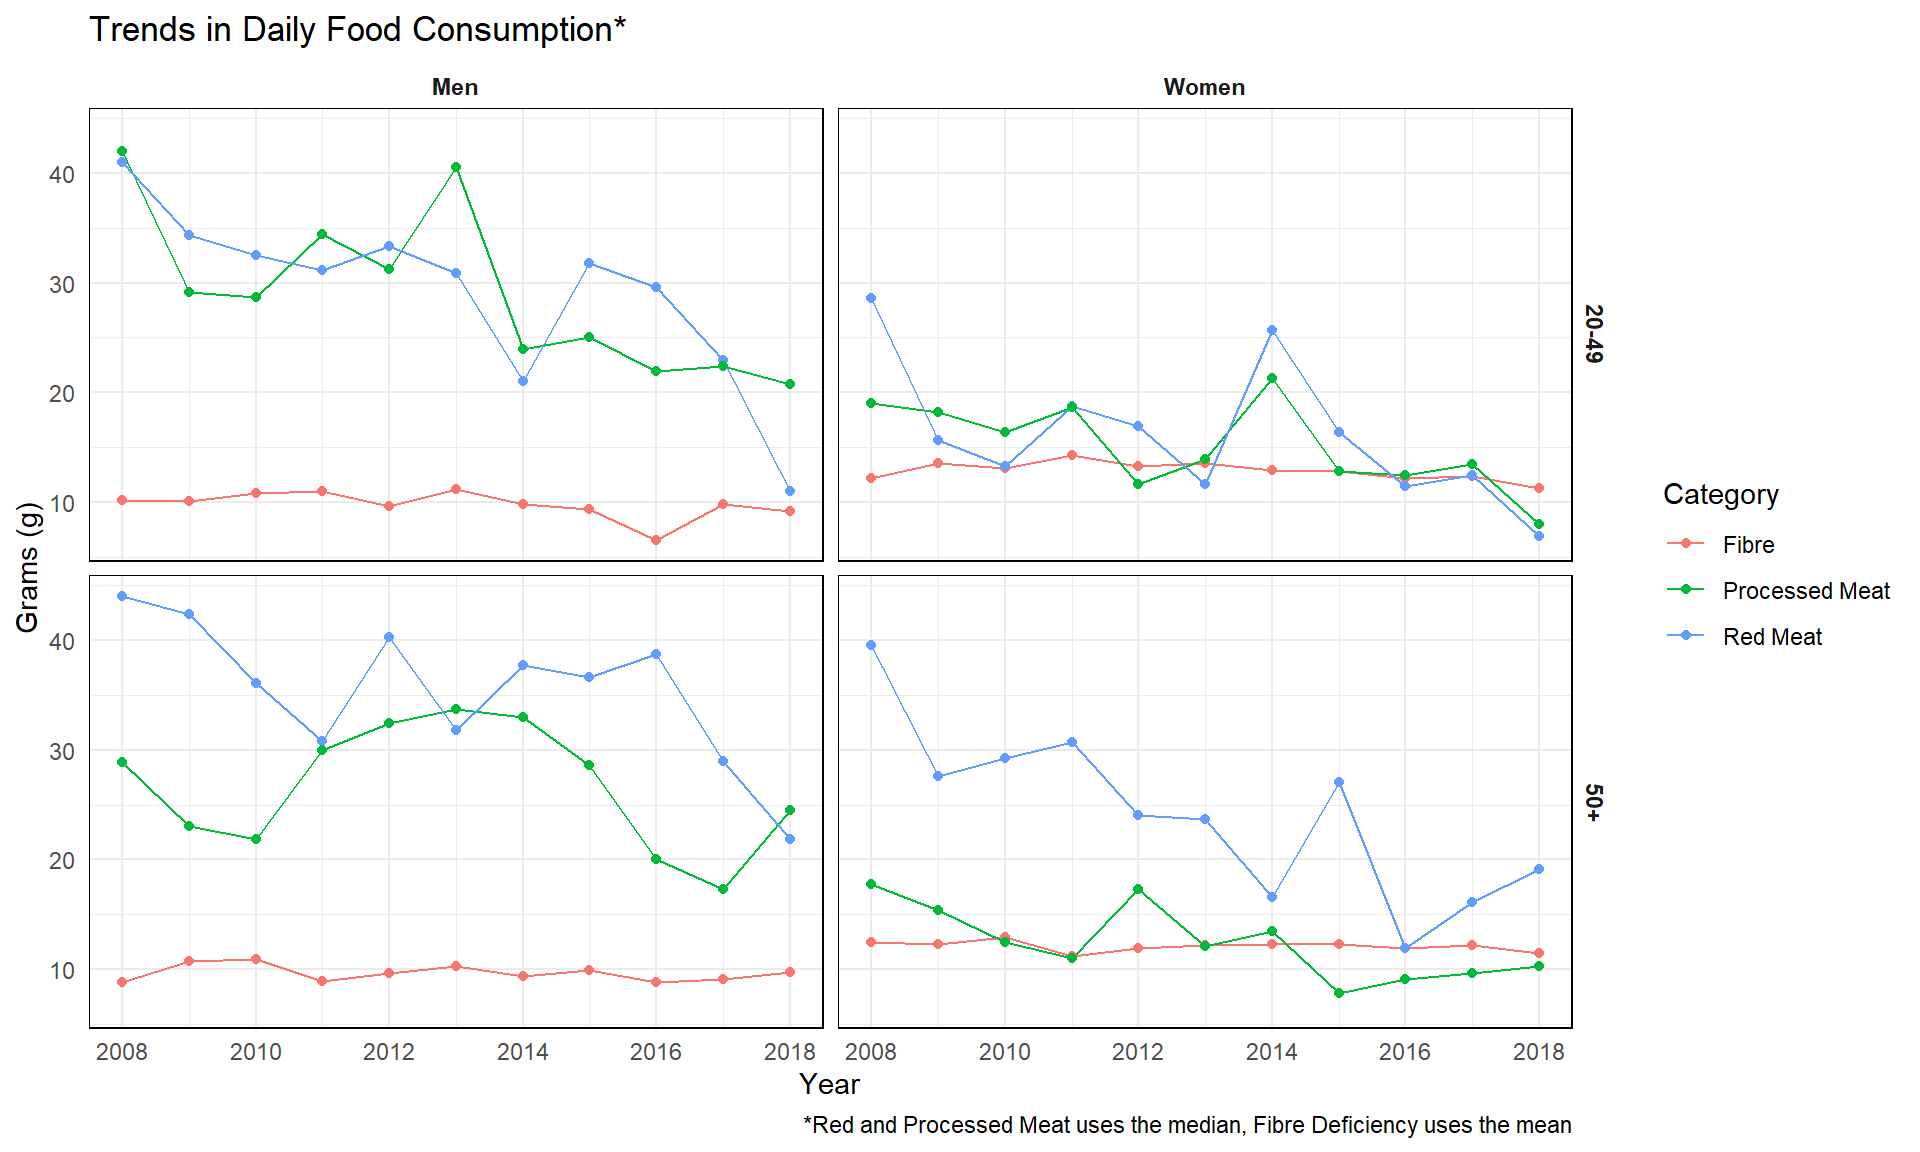 Trends in Daily Food Consumption*
Men
Women
40
30
20
10
20-49
Grams (g)
40
30
20
10
50+
2008 2010 2012 2014 2016 2018
2008 2010 2012 2014 2016 2018
Year
*Red and Processed Meat uses the median, Fibre Deficiency uses the mean
Category
Fibre
Processed Meat
Red Meat